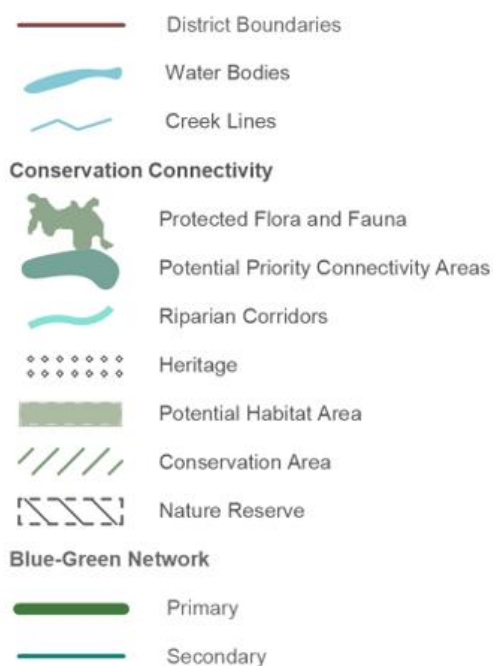 District Boundaries
Water Bodies
Creek Lines
Conservation Connectivity
Protected Flora and Fauna
Potential Priority Connectivity Areas
Riparian Corridors
Heritage
Potential Habitat Area
Conservation Area
Nature Reserve
Blue-Green Network
Primary
Secondary